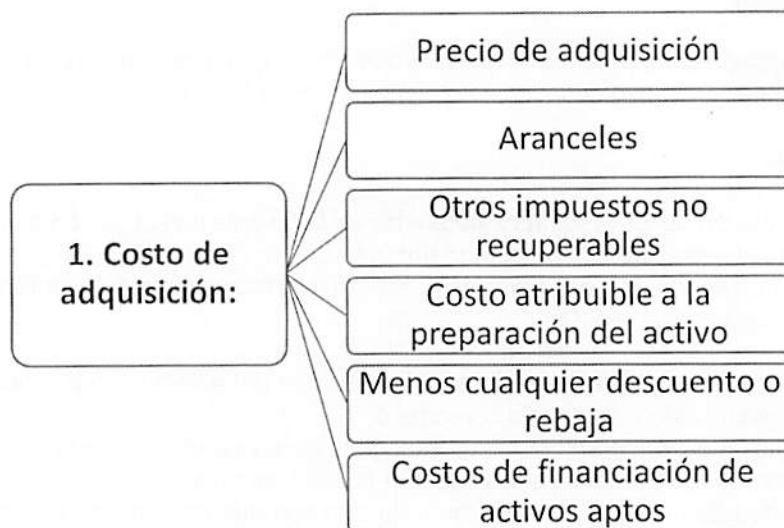 Precio de adquisición
Aranceles
Otros impuestos no
recuperables
1. Costo de
adquisición:
Costo atribuible a la
preparación del activo
Menos cualquier descuento o
rebaja
Costos de financiación de
activos aptos